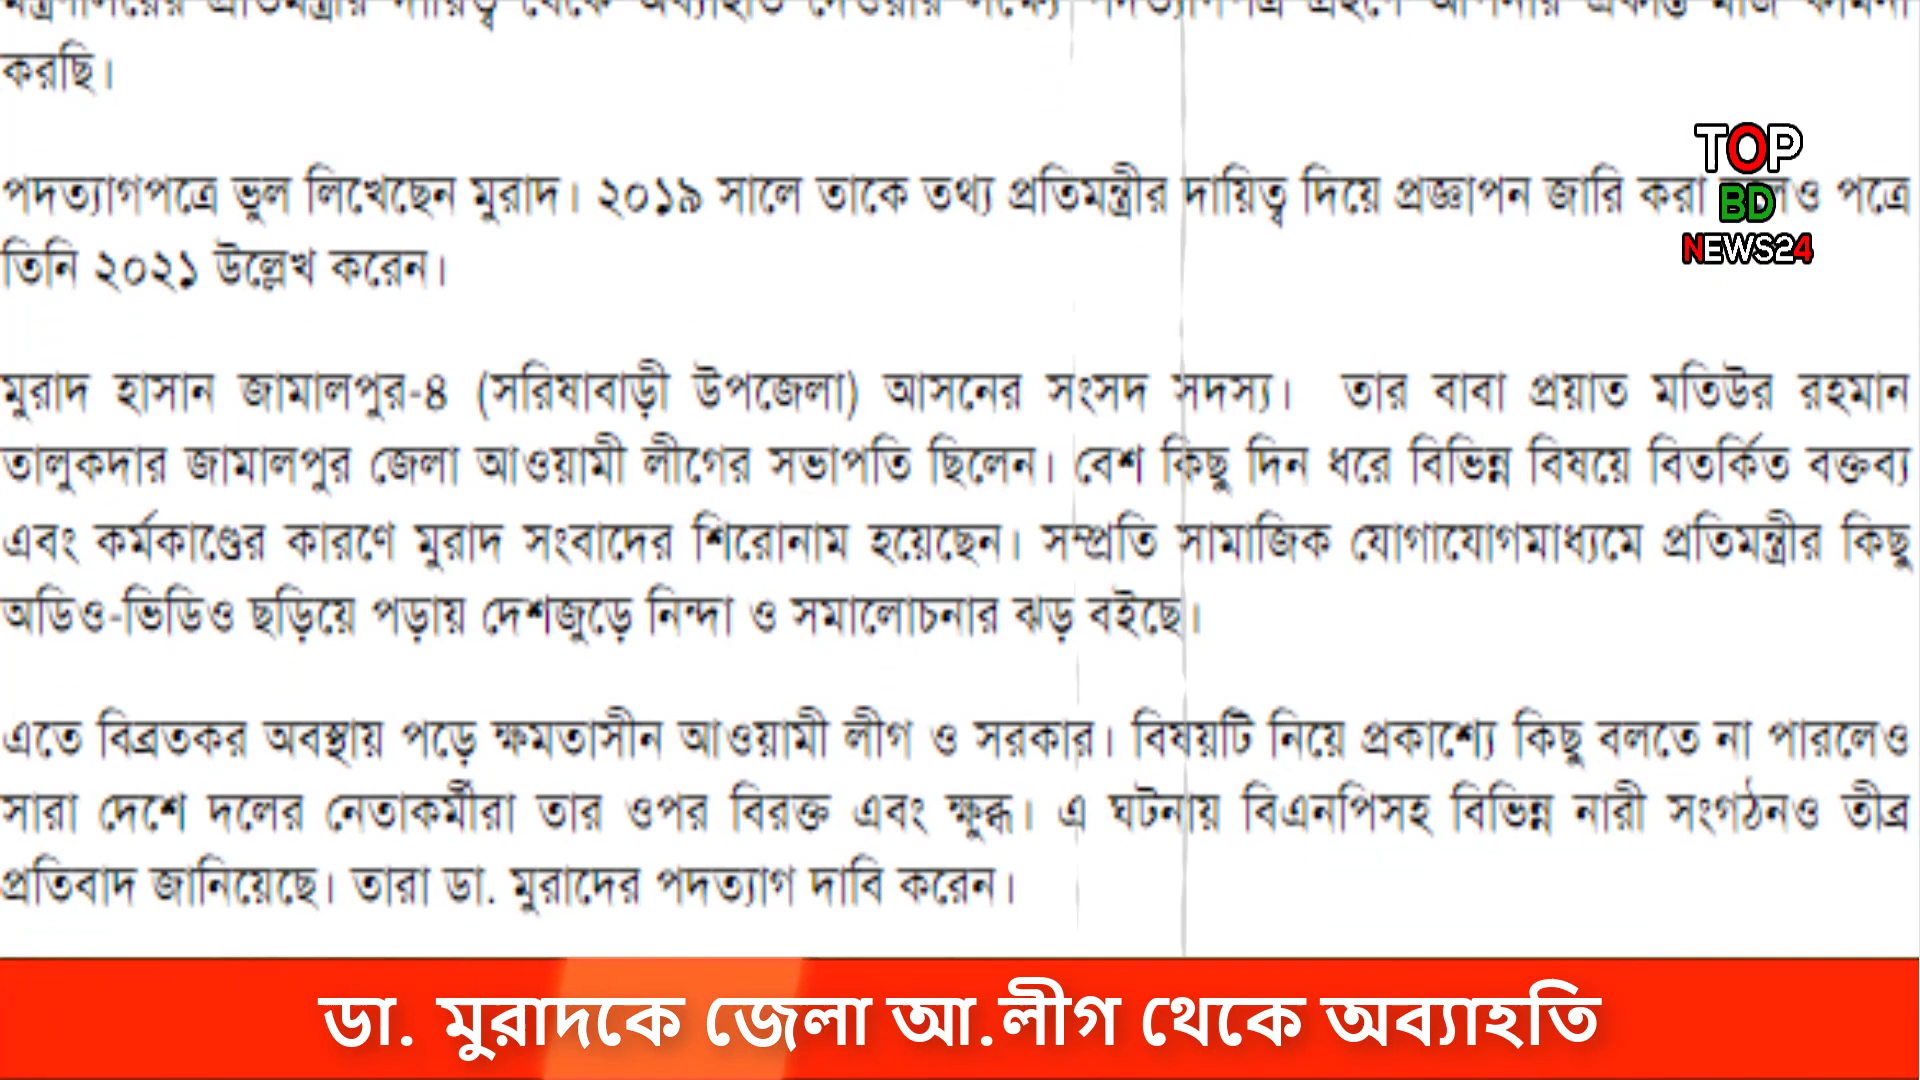 করছি।
পদত্যাগপত্রে ভুল লিখেছেন মুরাদ। ২০১৯ সালে তাকে তথ্য প্রতিমন্ত্রীর দায়িত্ব দিয়ে প্রজ্ঞাপন জারি করা পত্রে
তিনি ২০২১ উল্লেখ করেন।
মুরাদ হাসান জামালপুর-৪ (সরিষাবাড়ী উপজেলা) আসনের সংসদ সদস্য। তার বাবা প্রয়াত মতিউর রহমান
তালুকদার জামালপুর জেলা আওয়ামী লীগের সভাপতি ছিলেন। বেশ কিছু দিন ধরে বিভিন্ন বিষয়ে বিতর্কিত বক্তব্য
এবং কর্মকাণ্ডের কারণে মুরাদ সংবাদের শিরোনাম হয়েছেন। সম্প্রতি সামাজিক যোগাযোগমাধ্যমে প্রতিমন্ত্রীর কিছু
অডিও-ভিডিও ছড়িয়ে পড়ায় দেশজুড়ে নিন্দা ও সমালোচনার ঝড় বইছে।
এতে বিব্রতকর অবস্থায় পড়ে ক্ষমতাসীন আওয়ামী লীগ ও সরকার। বিষয়টি নিয়ে প্রকাশ্যে কিছু বলতে না পারলেও
সারা দেশে দলের নেতাকর্মীরা তার ওপর বিরক্ত এবং ক্ষুব্ধ। এ ঘটনায় বিএনপিসহ বিভিন্ন নারী সংগঠনও তীব্র
প্রতিবাদ জানিয়েছে। তারা ডা. মুরাদের পদত্যাগ দাবি করেন।
TOP
BD
NEWS24
ডা. মুরাদকে জেলা আ.লীগ থেকে অব্যাহতি